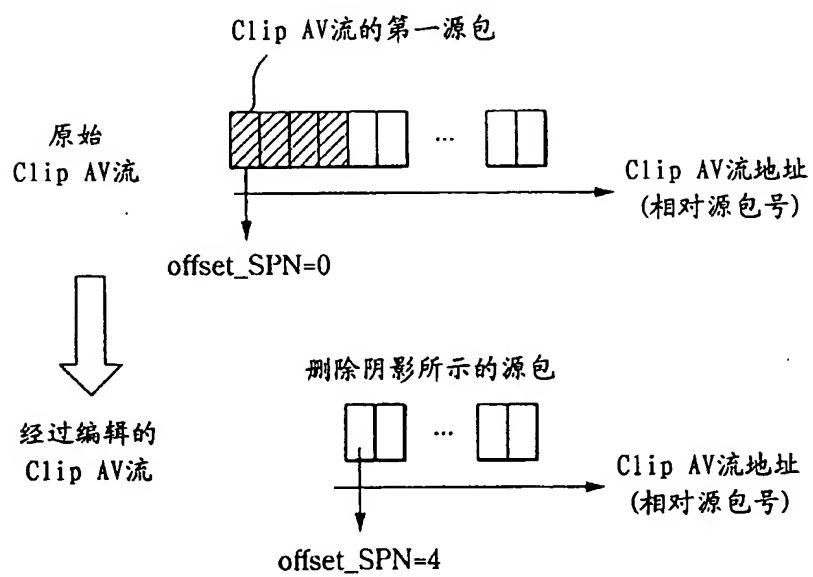 Clip AV流的第一源包
原始
Clip AV流
...
Clip AV流地址
(相对源包号)
offset_SPN=0
删除阴影所示的源包
经过编辑的
Clip AV流
...
Clip AV流地址
(相对源包号)
offset_SPN=4